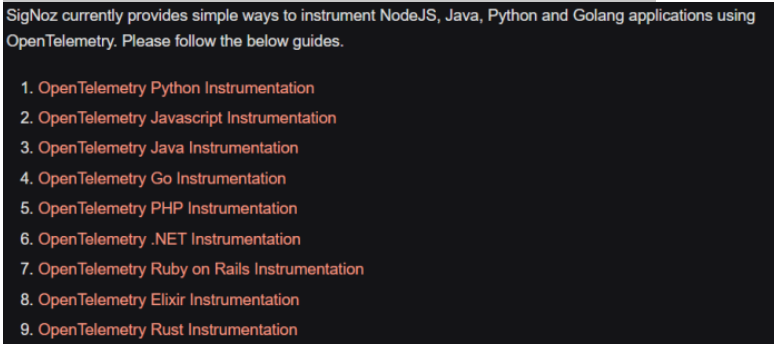 SigNoz currently provides simple ways to instrument NodeJS, Java, Python and Golang applications using
OpenTelemetry. Please follow the below guides.
1. OpenTelemetry Python Instrumentation
2. OpenTelemetry Javascript Instrumentation
3. OpenTelemetry Java Instrumentation
4. OpenTelemetry Go Instrumentation
5. OpenTelemetry PHP Instrumentation
6. OpenTelemetry .NET Instrumentation
7. OpenTelemetry Ruby on Rails Instrumentation
8. OpenTelemetry Elixir Instrumentation
9. OpenTelemetry Rust Instrumentation